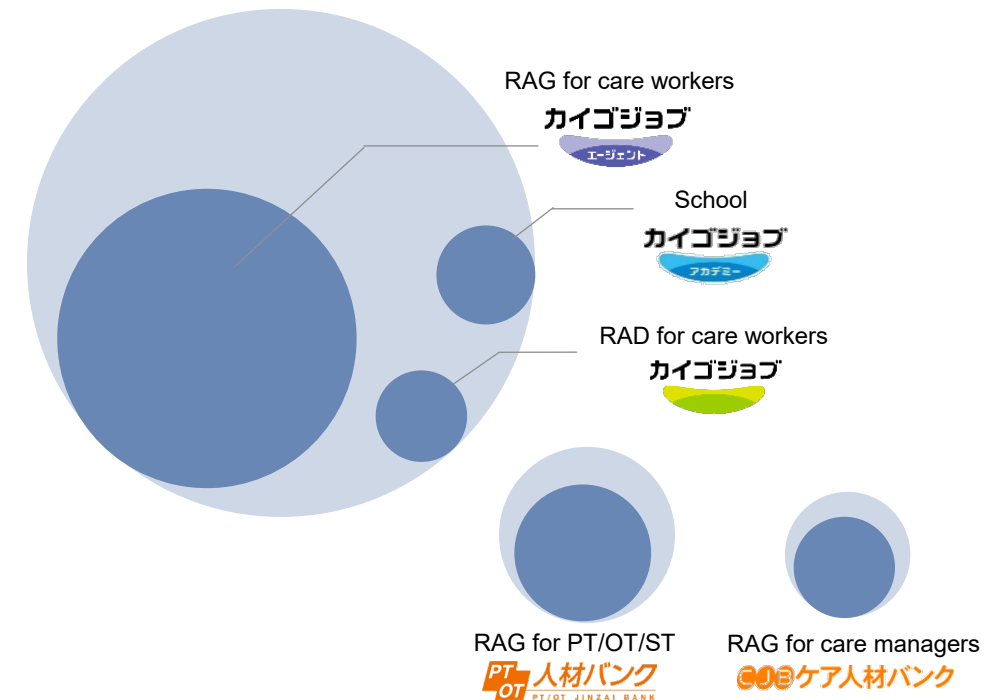 RAG for care workers
カイゴジョブ
エージェント
School
カイゴジョブ
アカデミー
RAD for care workers
カイゴジョブ
RAG for PT/OT/ST
PT
OT
人材バンク
PT/OT JINZAI BANK
RAG for care managers
CJBケア人材バンク